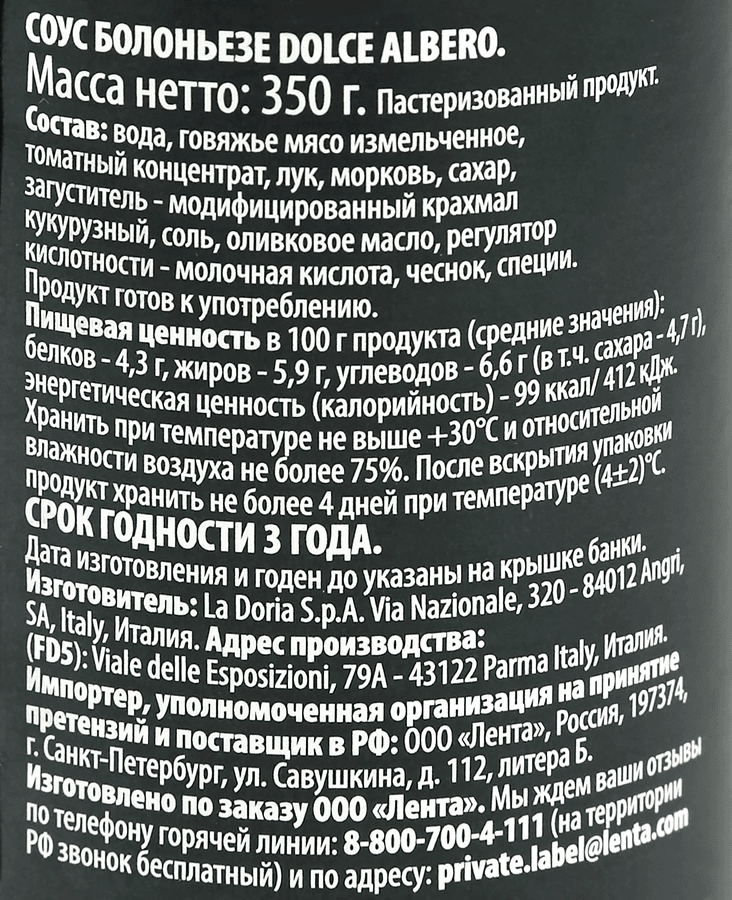 СОУС БОЛОНЬЕЗЕ DOLCE ALBERO.
Масса нетто: 350 г. Пастеризованный продукт.
Состав: вода, говяжье мясо измельченное,
томатный концентрат, лук, морковь, сахар,
загуститель - модифицированный крахмал
кукурузный, соль, оливковое масло, регулятор
кислотности - молочная кислота, чеснок, специи.
Продукт готов к употреблению.
Пищевая ценность в 100 г продукта (средние значения):
белков - 4,3 г, жиров - 5,9 г, углеводов - 6,6 г (в т.ч. сахара - 4,7 г),
энергетическая ценность (калорийность) - 99 ккал/ 412 кДж.
Хранить при температуре не выше +30°С и относительной
влажности воздуха не более 75%. После вскрытия упаковки
продукт хранить не более 4 дней при температуре (4±2)°С.
СРОК ГОДНОСТИ 3 ГОДА.
Дата изготовления и годен до указаны на крышке банки.
Изготовитель: La Doria S.p.A. Via Nazionale, 320 - 84012 Angri,
SA, Italy, Италия. Адрес производства:
(FD5): Viale delle Esposizioni, 79A - 43122 Parma Italy, Италия.
Импортер, уполномоченная организация на принятие
претензий и поставщик в РФ: ООО «Лента», Россия, 197374,
г. Санкт-Петербург, ул. Савушкина, д. 112, литера Б.
Изготовлено по заказу ООО «Лента». Мы ждем ваши отзывы
по телефону горячей линии: 8-800-700-4-111 (на территории
РФ звонок бесплатный) и по адресу: private.label@lenta.com